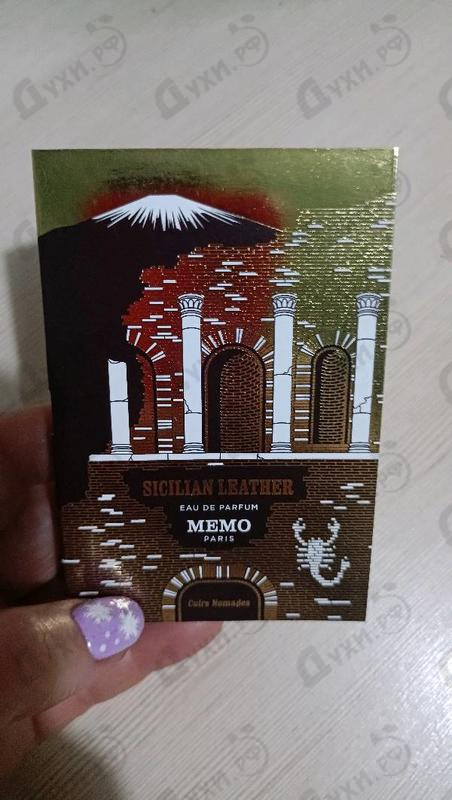 SICILIAN LEATHER
EAU DE PARFUM
MEMO
PARIS
Cuirs Nomades
Духи.рф